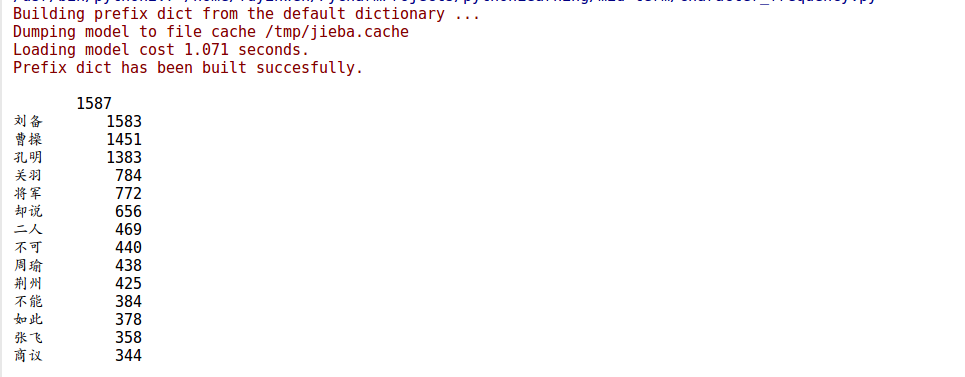 Building prefix dict from the default dictionary ...
Dumping model to file cache /tmp/jieba.cache
Loading model cost 1.071 seconds.
Prefix dict has been built succesfully.
1587
刘备 1583
曹操 1451
孔明 1383
关羽 784
将军 772
却说 656
二人 469
不可 440
周瑜 438
荆州 425
不能 384
如此 378
张飞 358
商议 344